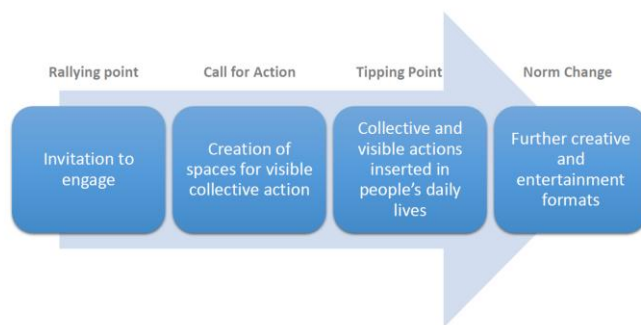 Rallying point
Call for Action
Tipping Point
Norm Change
Invitation to
engage
Creation of
spaces for visible
collective action
Collective and
visible actions
inserted in
people's daily
lives
Further creative
and
entertainment
formats